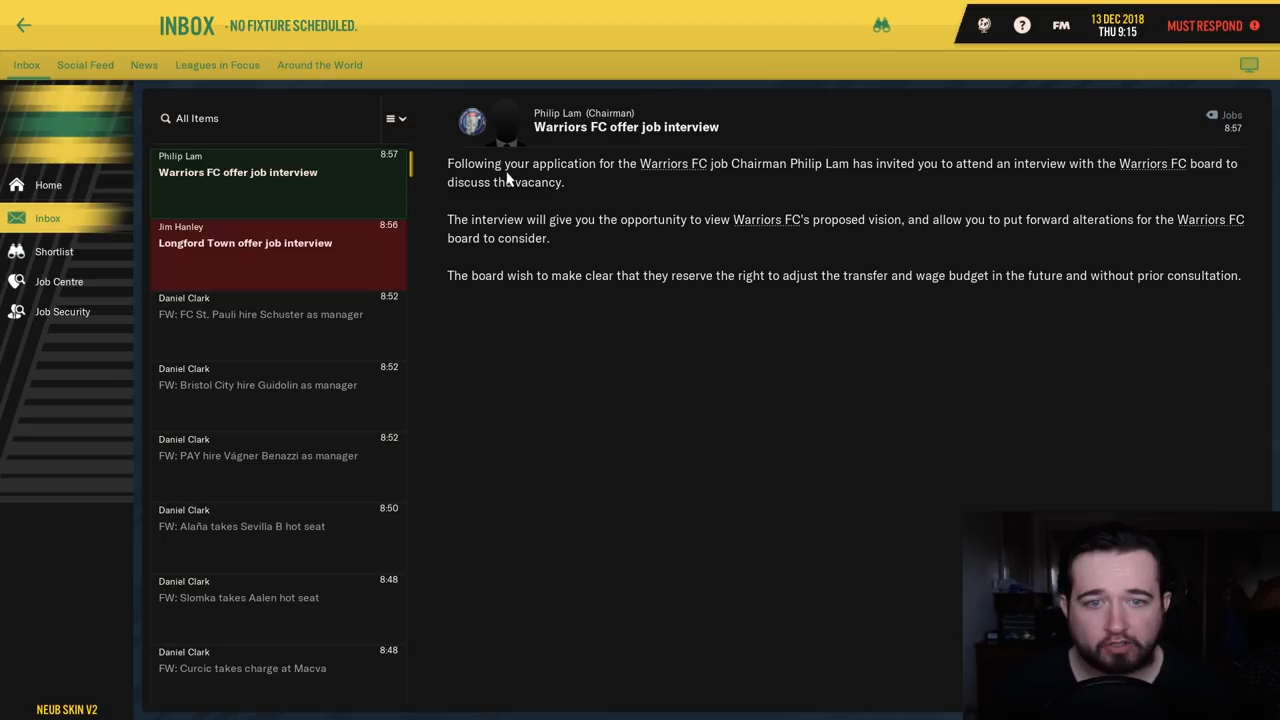 INBOX - NO FIXTURE SCHEDULED.
?
FM
13 DEC 2018
THU 9:15
MUST RESPOND
Inbox
Social Feed
News
Leagues in Focus
Around the World
Home
Inbox
Shortlist
Job Centre
Job Security
NEUB SKIN V2
All Items
Philip Lam 8:57
Warriors FC offer job interview
Jim Hanley 8:56
Longford Town offer job interview
Daniel Clark 8:52
FW: FC St. Pauli hire Schuster as manager
Daniel Clark 8:52
FW: Bristol City hire Guidolin as manager
Daniel Clark 8:52
FW: PAY hire Vágner Benazzi as manager
Daniel Clark 8:50
FW: Alaña takes Sevilla B hot seat
Daniel Clark 8:48
FW: Slomka takes Aalen hot seat
Daniel Clark 8:48
FW: Curcic takes charge at Macva
Philip Lam (Chairman)
Warriors FC offer job interview
Jobs
8:57
Following your application for the Warriors FC job Chairman Philip Lam has invited you to attend an interview with the Warriors FC board to
discuss the vacancy.
The interview will give you the opportunity to view Warriors FC's proposed vision, and allow you to put forward alterations for the Warriors FC
board to consider.
The board wish to make clear that they reserve the right to adjust the transfer and wage budget in the future and without prior consultation.